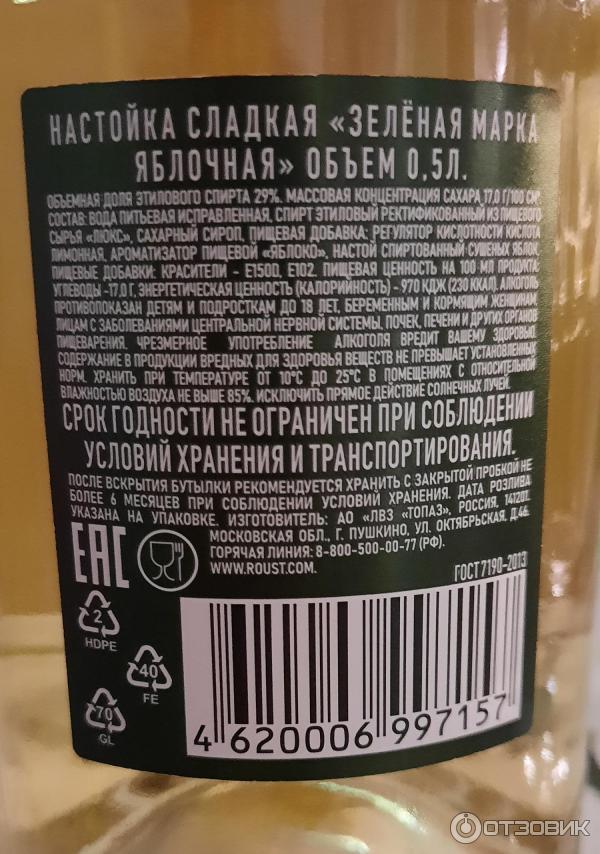 НАСТОЙКА СЛАДКАЯ «ЗЕЛЁНАЯ МАРКА
ЯБЛОЧНАЯ» ОБЪЕМ 0,5Л.
ОБЪЕМНАЯ ДОЛЯ ЭТИЛОВОГО СПИРТА 29%. МАССОВАЯ КОНЦЕНТРАЦИЯ САХАРА 17,0 Г/100 СМ³.
СОСТАВ: ВОДА ПИТЬЕВАЯ ИСПРАВЛЕННАЯ, СПИРТ ЭТИЛОВЫЙ РЕКТИФИКОВАННЫЙ ИЗ ПИЩЕВОГО
СЫРЬЯ «ЛЮКС», САХАРНЫЙ СИРОП, ПИЩЕВАЯ ДОБАВКА: РЕГУЛЯТОР КИСЛОТНОСТИ КИСЛОТА
ЛИМОННАЯ, АРОМАТИЗАТОР ПИЩЕВОЙ «ЯБЛОКО», НАСТОЙ СПИРТОВАННЫЙ СУШЕНЫХ ЯБЛОК,
ПИЩЕВЫЕ ДОБАВКИ: КРАСИТЕЛИ - Е150D, Е102. ПИЩЕВАЯ ЦЕННОСТЬ НА 100 МЛ ПРОДУКТА:
УГЛЕВОДЫ -17,0 Г, ЭНЕРГЕТИЧЕСКАЯ ЦЕННОСТЬ (КАЛОРИЙНОСТЬ) - 970 КДЖ (230 ККАЛ). АЛКОГОЛЬ
ПРОТИВОПОКАЗАН ДЕТЯМ И ПОДРОСТКАМ ДО 18 ЛЕТ, БЕРЕМЕННЫМ И КОРМЯЩИМ ЖЕНЩИНАМ,
ЛИЦАМ С ЗАБОЛЕВАНИЯМИ ЦЕНТРАЛЬНОЙ НЕРВНОЙ СИСТЕМЫ, ПОЧЕК, ПЕЧЕНИ И ДРУГИХ ОРГАНОВ
ПИЩЕВАРЕНИЯ. ЧРЕЗМЕРНОЕ УПОТРЕБЛЕНИЕ АЛКОГОЛЯ ВРЕДИТ ВАШЕМУ ЗДОРОВЬЮ.
СОДЕРЖАНИЕ В ПРОДУКЦИИ ВРЕДНЫХ ДЛЯ ЗДОРОВЬЯ ВЕЩЕСТВ НЕ ПРЕВЫШАЕТ УСТАНОВЛЕННЫХ
НОРМ. ХРАНИТЬ ПРИ ТЕМПЕРАТУРЕ ОТ 10°С ДО 25°С В ПОМЕЩЕНИЯХ С ОТНОСИТЕЛЬНОЙ
ВЛАЖНОСТЬЮ ВОЗДУХА НЕ ВЫШЕ 85%. ИСКЛЮЧИТЬ ПРЯМОЕ ДЕЙСТВИЕ СОЛНЕЧНЫХ ЛУЧЕЙ.
СРОК ГОДНОСТИ НЕ ОГРАНИЧЕН ПРИ СОБЛЮДЕНИИ
УСЛОВИЙ ХРАНЕНИЯ И ТРАНСПОРТИРОВАНИЯ.
ПОСЛЕ ВСКРЫТИЯ БУТЫЛКИ РЕКОМЕНДУЕТСЯ ХРАНИТЬ С ЗАКРЫТОЙ ПРОБКОЙ НЕ
БОЛЕЕ 6 МЕСЯЦЕВ ПРИ СОБЛЮДЕНИИ УСЛОВИЙ ХРАНЕНИЯ. ДАТА РОЗЛИВА
УКАЗАНА НА УПАКОВКЕ. ИЗГОТОВИТЕЛЬ: АО «ЛВЗ «ТОПАЗ», РОССИЯ, 141201,
МОСКОВСКАЯ ОБЛ., Г. ПУШКИНО, УЛ. ОКТЯБРЬСКАЯ, Д.46.
ГОРЯЧАЯ ЛИНИЯ: 8-800-500-00-77 (РФ).
WWW.ROUST.COM.
ГОСТ 7190-2013
EAC
2
HDPE
40
FE
70
GL
4 620006 997157
ОТЗОВИК